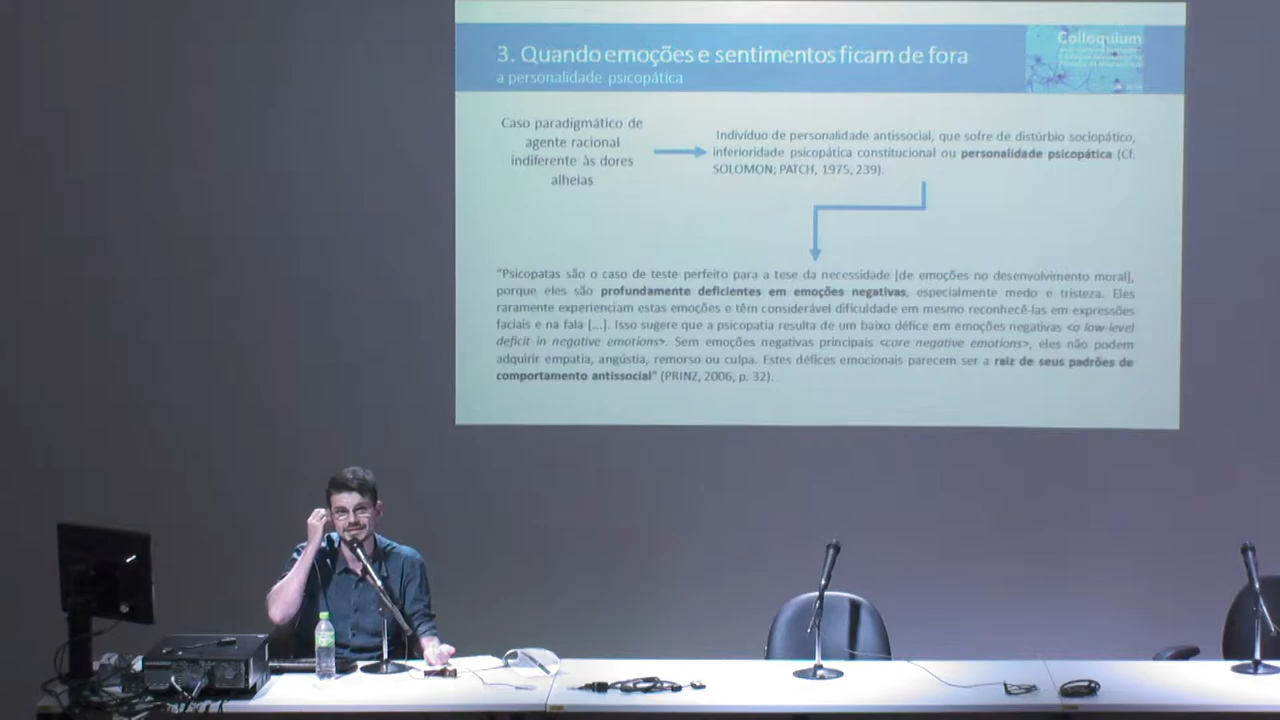 3. Quando emoções e sentimentos ficam de fora
a personalidade psicopática
Colloquium
Caso paradigmático de
agente racional
indiferente às dores
alheias
Indivíduo de personalidade antissocial, que sofre de distúrbio sociopático,
inferioridade psicopática constitucional ou personalidade psicopática (Cf.
SOLOMON; PATCH, 1975, 239).
“Psicopatas são o caso de teste perfeito para a tese da necessidade [de emoções no desenvolvimento moral],
porque eles são profundamente deficientes em emoções negativas, especialmente medo e tristeza. Eles
raramente experienciam estas emoções e têm considerável dificuldade em mesmo reconhecê-las em expressões
faciais e na fala [...]. Isso sugere que a psicopatia resulta de um baixo défice em emoções negativas <a low-level
deficit in negative emotions>. Sem emoções negativas principais <core negative emotions>, eles não podem
adquirir empatia, angústia, remorso ou culpa. Estes défices emocionais parecem ser a raiz de seus padrões de
comportamento antissocial” (PRINZ, 2006, p. 32).